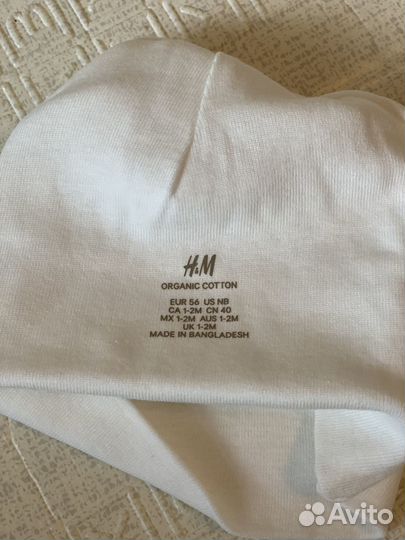 H&M
ORGANIC COTTON
EUR 56 US NB
CA 1-2M CN 40
MX 1-2M AUS 1-2M
UK 1-2M
MADE IN BANGLADESH
Avito